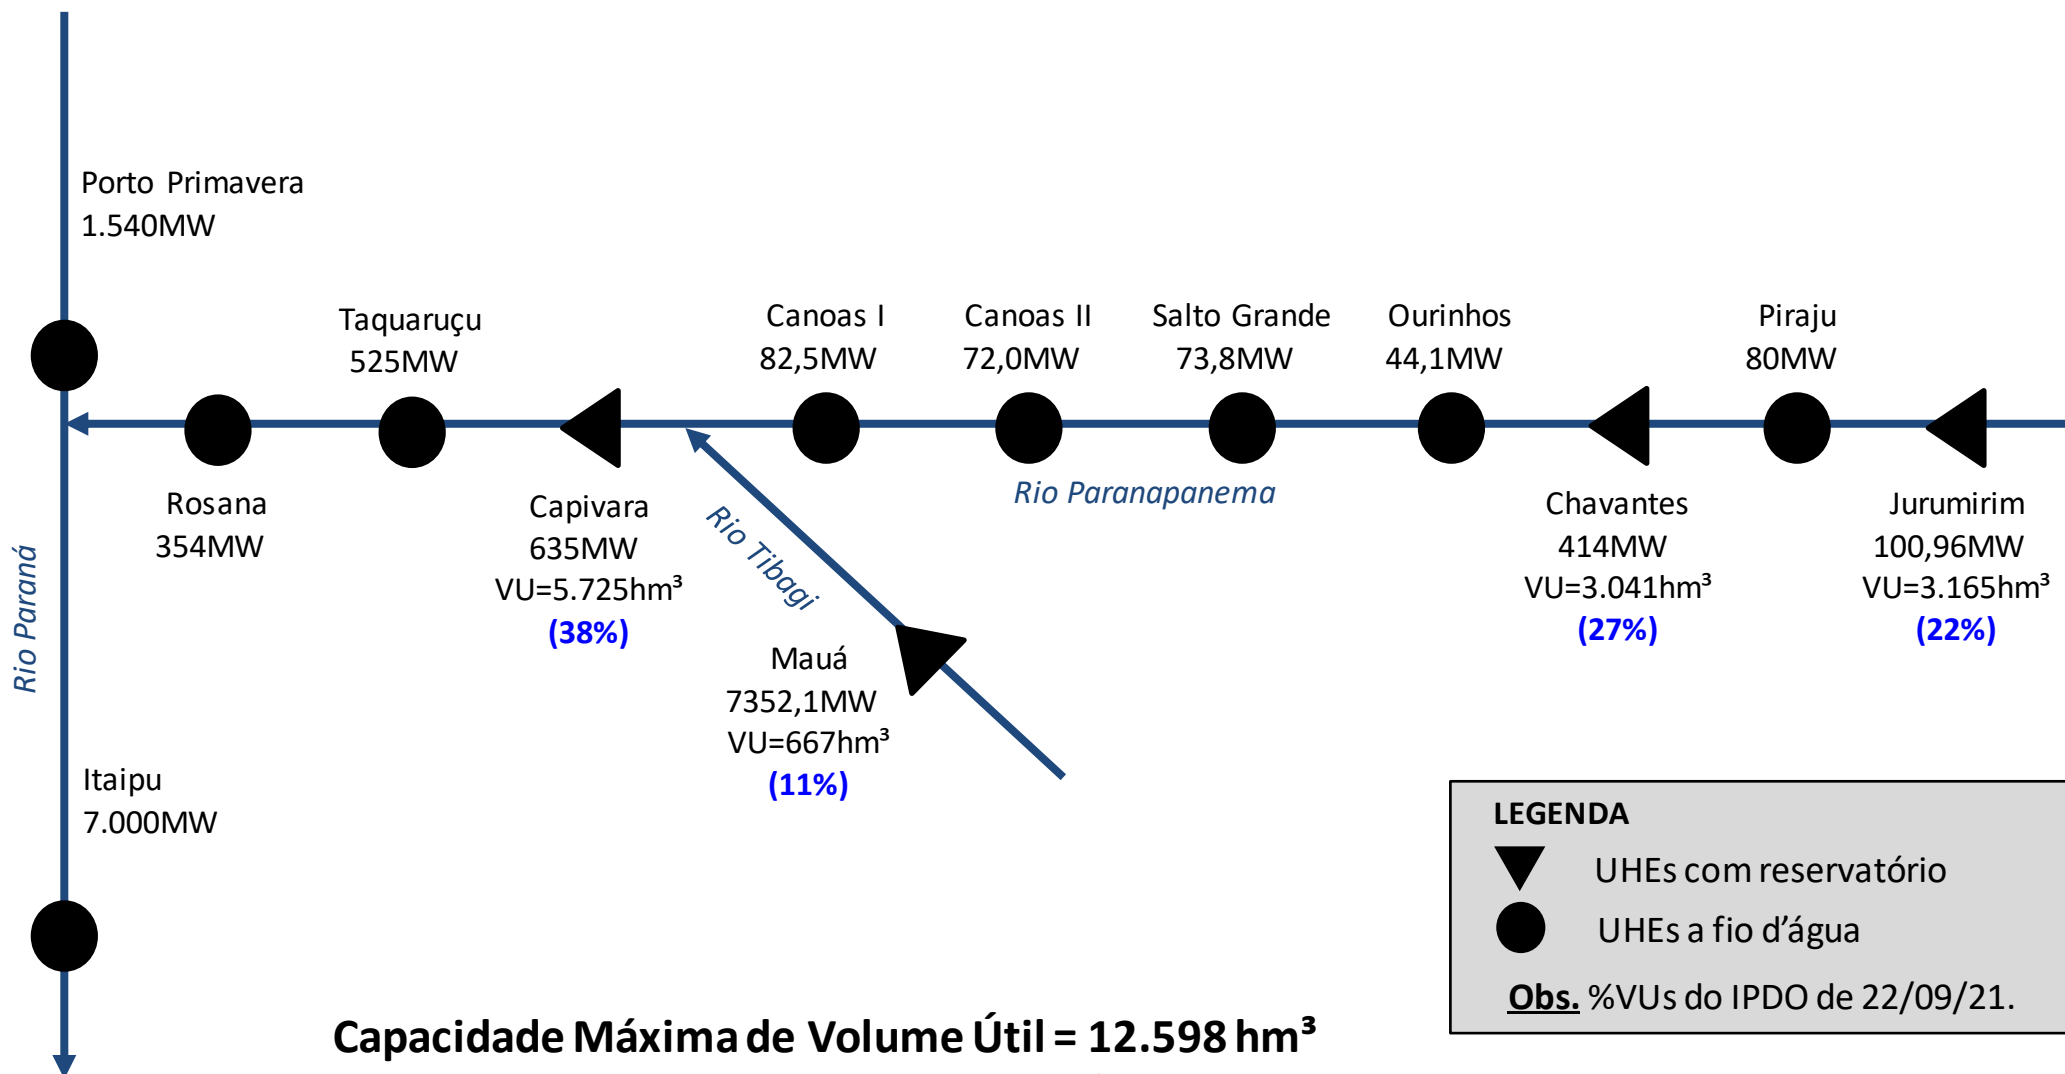 Porto Primavera
1.540MW
Taquaruçu
525MW
Canoas I
82,5MW
Canoas II
72,0MW
Salto Grande
73,8MW
Ourinhos
44,1MW
Piraju
80MW
Rosana
354MW
Capivara
635MW
VU=5.725hm³
(38%)
Rio Tibagi
Rio Paranapanema
Chavantes
414MW
VU=3.041hm³
(27%)
Jurumirim
100,96MW
VU=3.165hm³
(22%)
Rio Paraná
Mauá
7352,1MW
VU=667hm³
(11%)
Itaipu
7.000MW
LEGENDA
UHEs com reservatório
UHEs a fio d’água
Obs. %VUs do IPDO de 22/09/21.
Capacidade Máxima de Volume Útil = 12.598 hm³